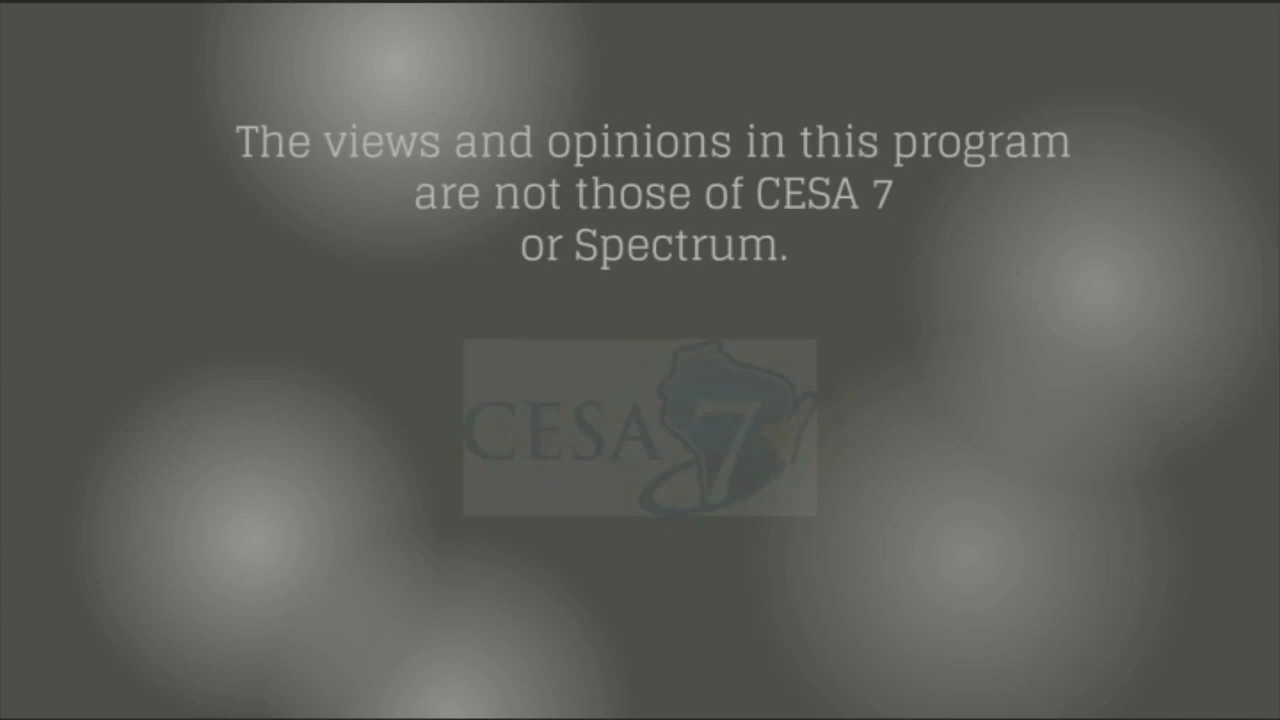 The views and opinions in this program
are not those of CESA 7
or Spectrum.
CESA 7